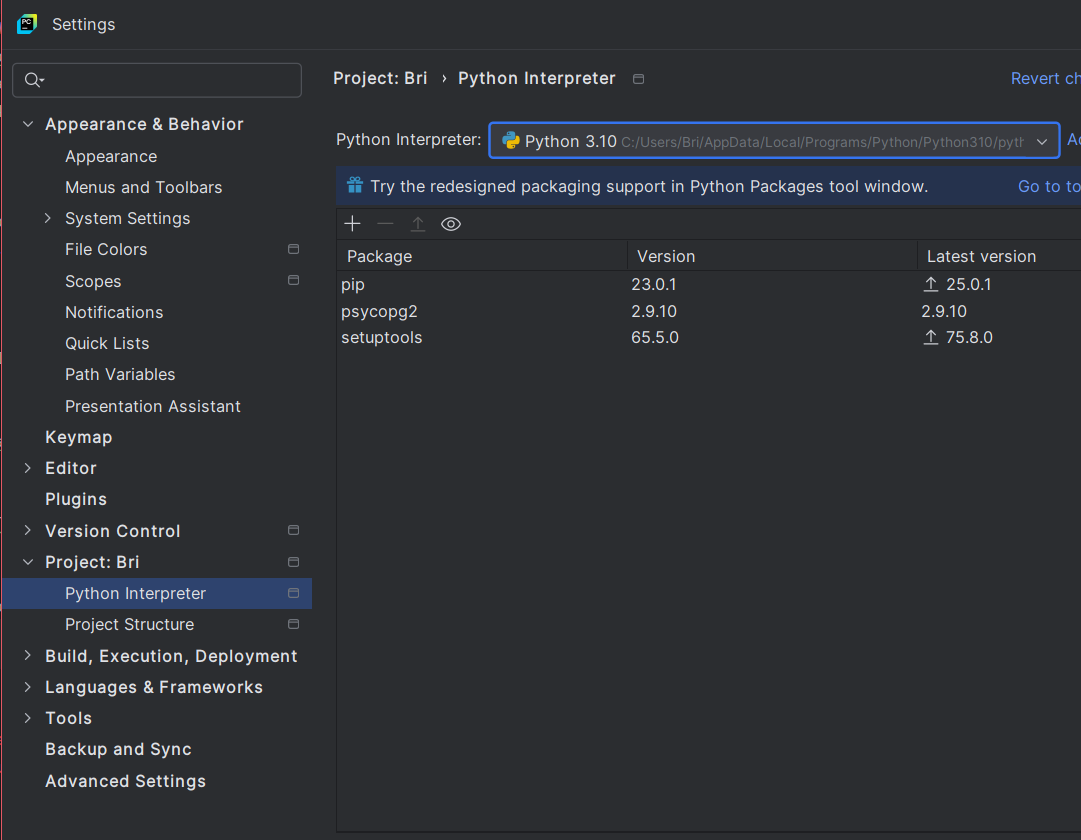 PC
Settings
Appearance & Behavior
Appearance
Menus and Toolbars
System Settings
File Colors
Scopes
Notifications
Quick Lists
Path Variables
Presentation Assistant
Keymap
Editor
Plugins
Version Control
Project: Bri
Python Interpreter
Project Structure
Build, Execution, Deployment
Languages & Frameworks
Tools
Backup and Sync
Advanced Settings
Project: Bri › Python Interpreter
Revert ch
Python Interpreter: Python 3.10 C:/Users/Bri/AppData/Local/Programs/Python/Python310/pyth
Try the redesigned packaging support in Python Packages tool window. Go to to
Package Version Latest version
pip 23.0.1 25.0.1
psycopg2 2.9.10 2.9.10
setuptools 65.5.0 75.8.0